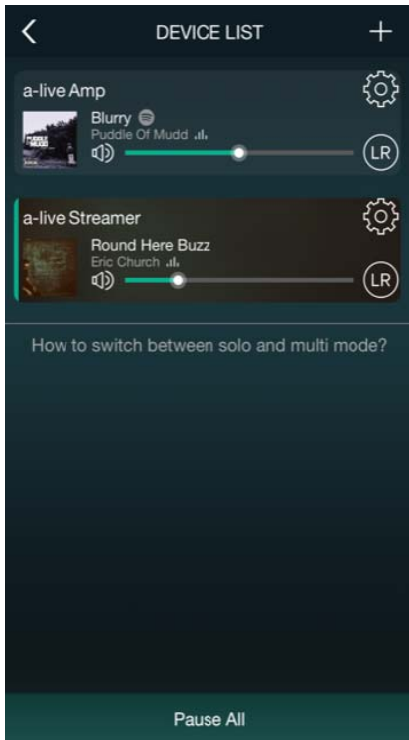 DEVICE LIST
a-live Amp
Blurry
Puddle Of Mudd
LR
a-live Streamer
Round Here Buzz
Eric Church
LR
How to switch between solo and multi mode?
Pause All